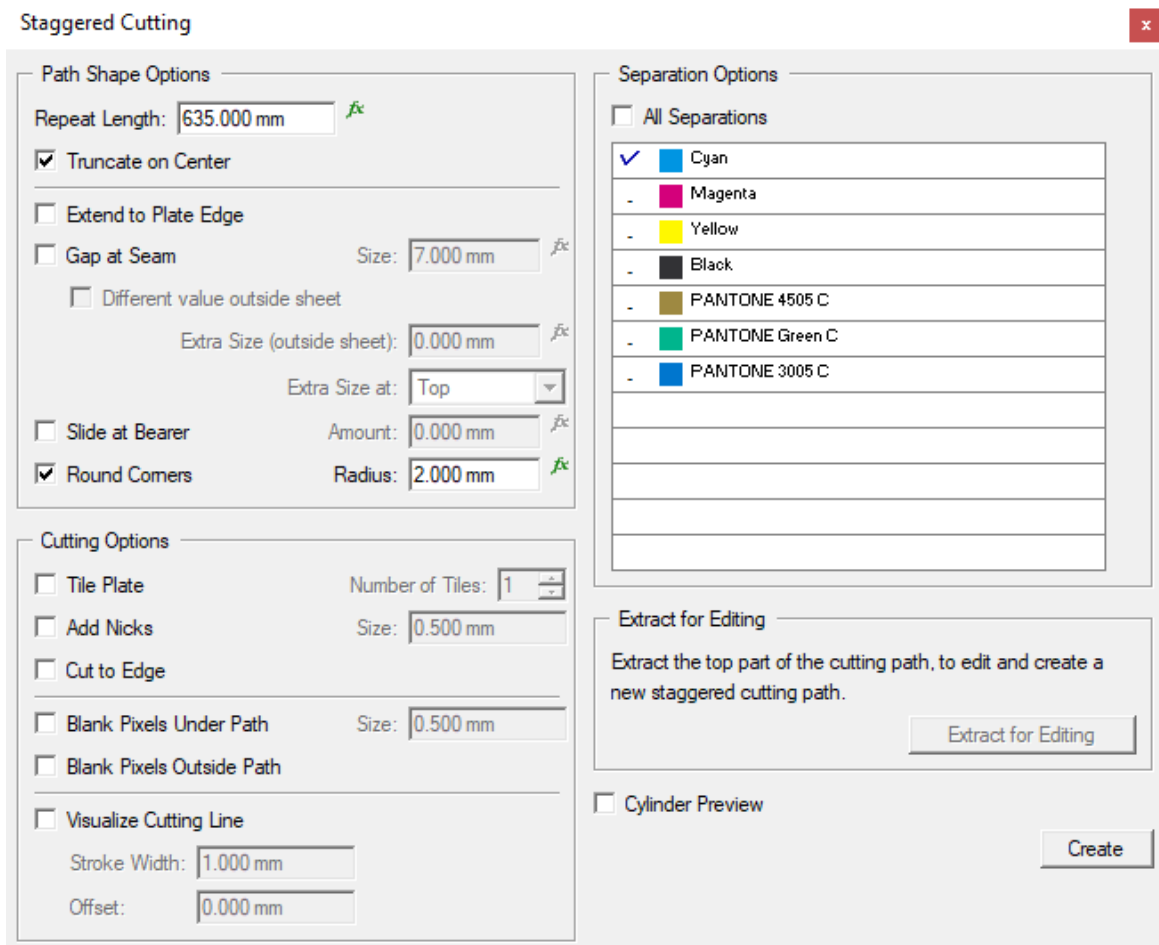 Staggered Cutting
x
Path Shape Options
Repeat Length: 635.000 mm fx
Truncate on Center
Extend to Plate Edge
Gap at Seam Size: 7.000 mm fx
Different value outside sheet
Extra Size (outside sheet): 0.000 mm fx
Extra Size at: Top
Slide at Bearer Amount: 0.000 mm fx
Round Corners Radius: 2.000 mm fx
Cutting Options
Tile Plate Number of Tiles: 1
Add Nicks Size: 0.500 mm
Cut to Edge
Blank Pixels Under Path Size: 0.500 mm
Blank Pixels Outside Path
Visualize Cutting Line
Stroke Width: 1.000 mm
Offset: 0.000 mm
Separation Options
All Separations
Cyan
- Magenta
- Yellow
- Black
- PANTONE 4505 C
- PANTONE Green C
- PANTONE 3005 C
Extract for Editing
Extract the top part of the cutting path, to edit and create a
new staggered cutting path.
Extract for Editing
Cylinder Preview
Create